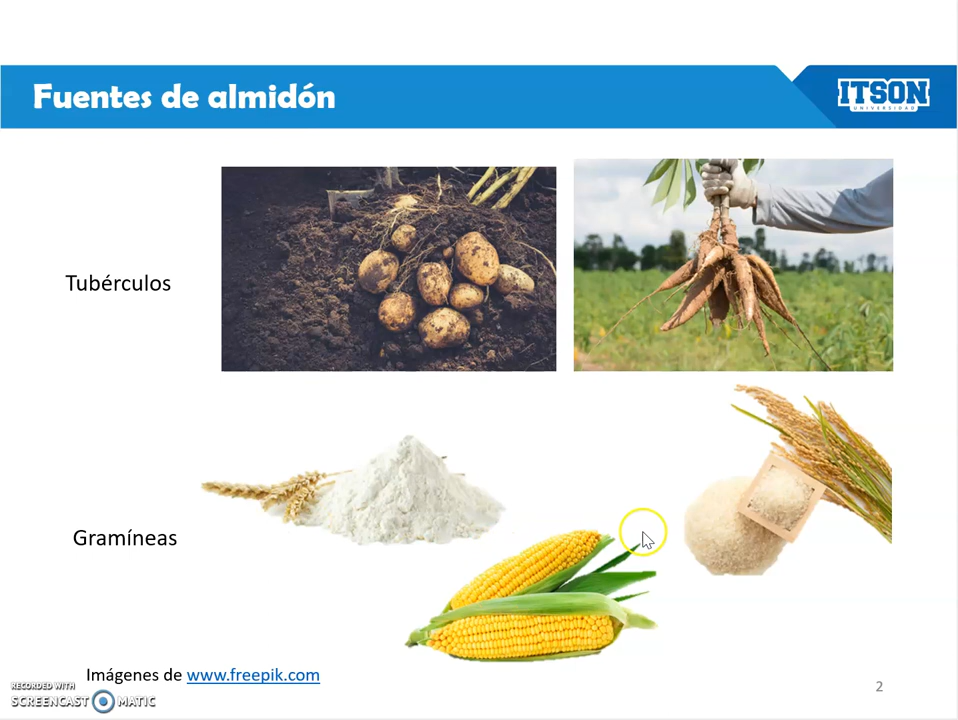 Fuentes de almidón
ITSON
UNIVERSIDAD
Tubérculos
Gramíneas
Imágenes de www.freepik.com
RECORDED WITH
SCREENCAST MATIC
2